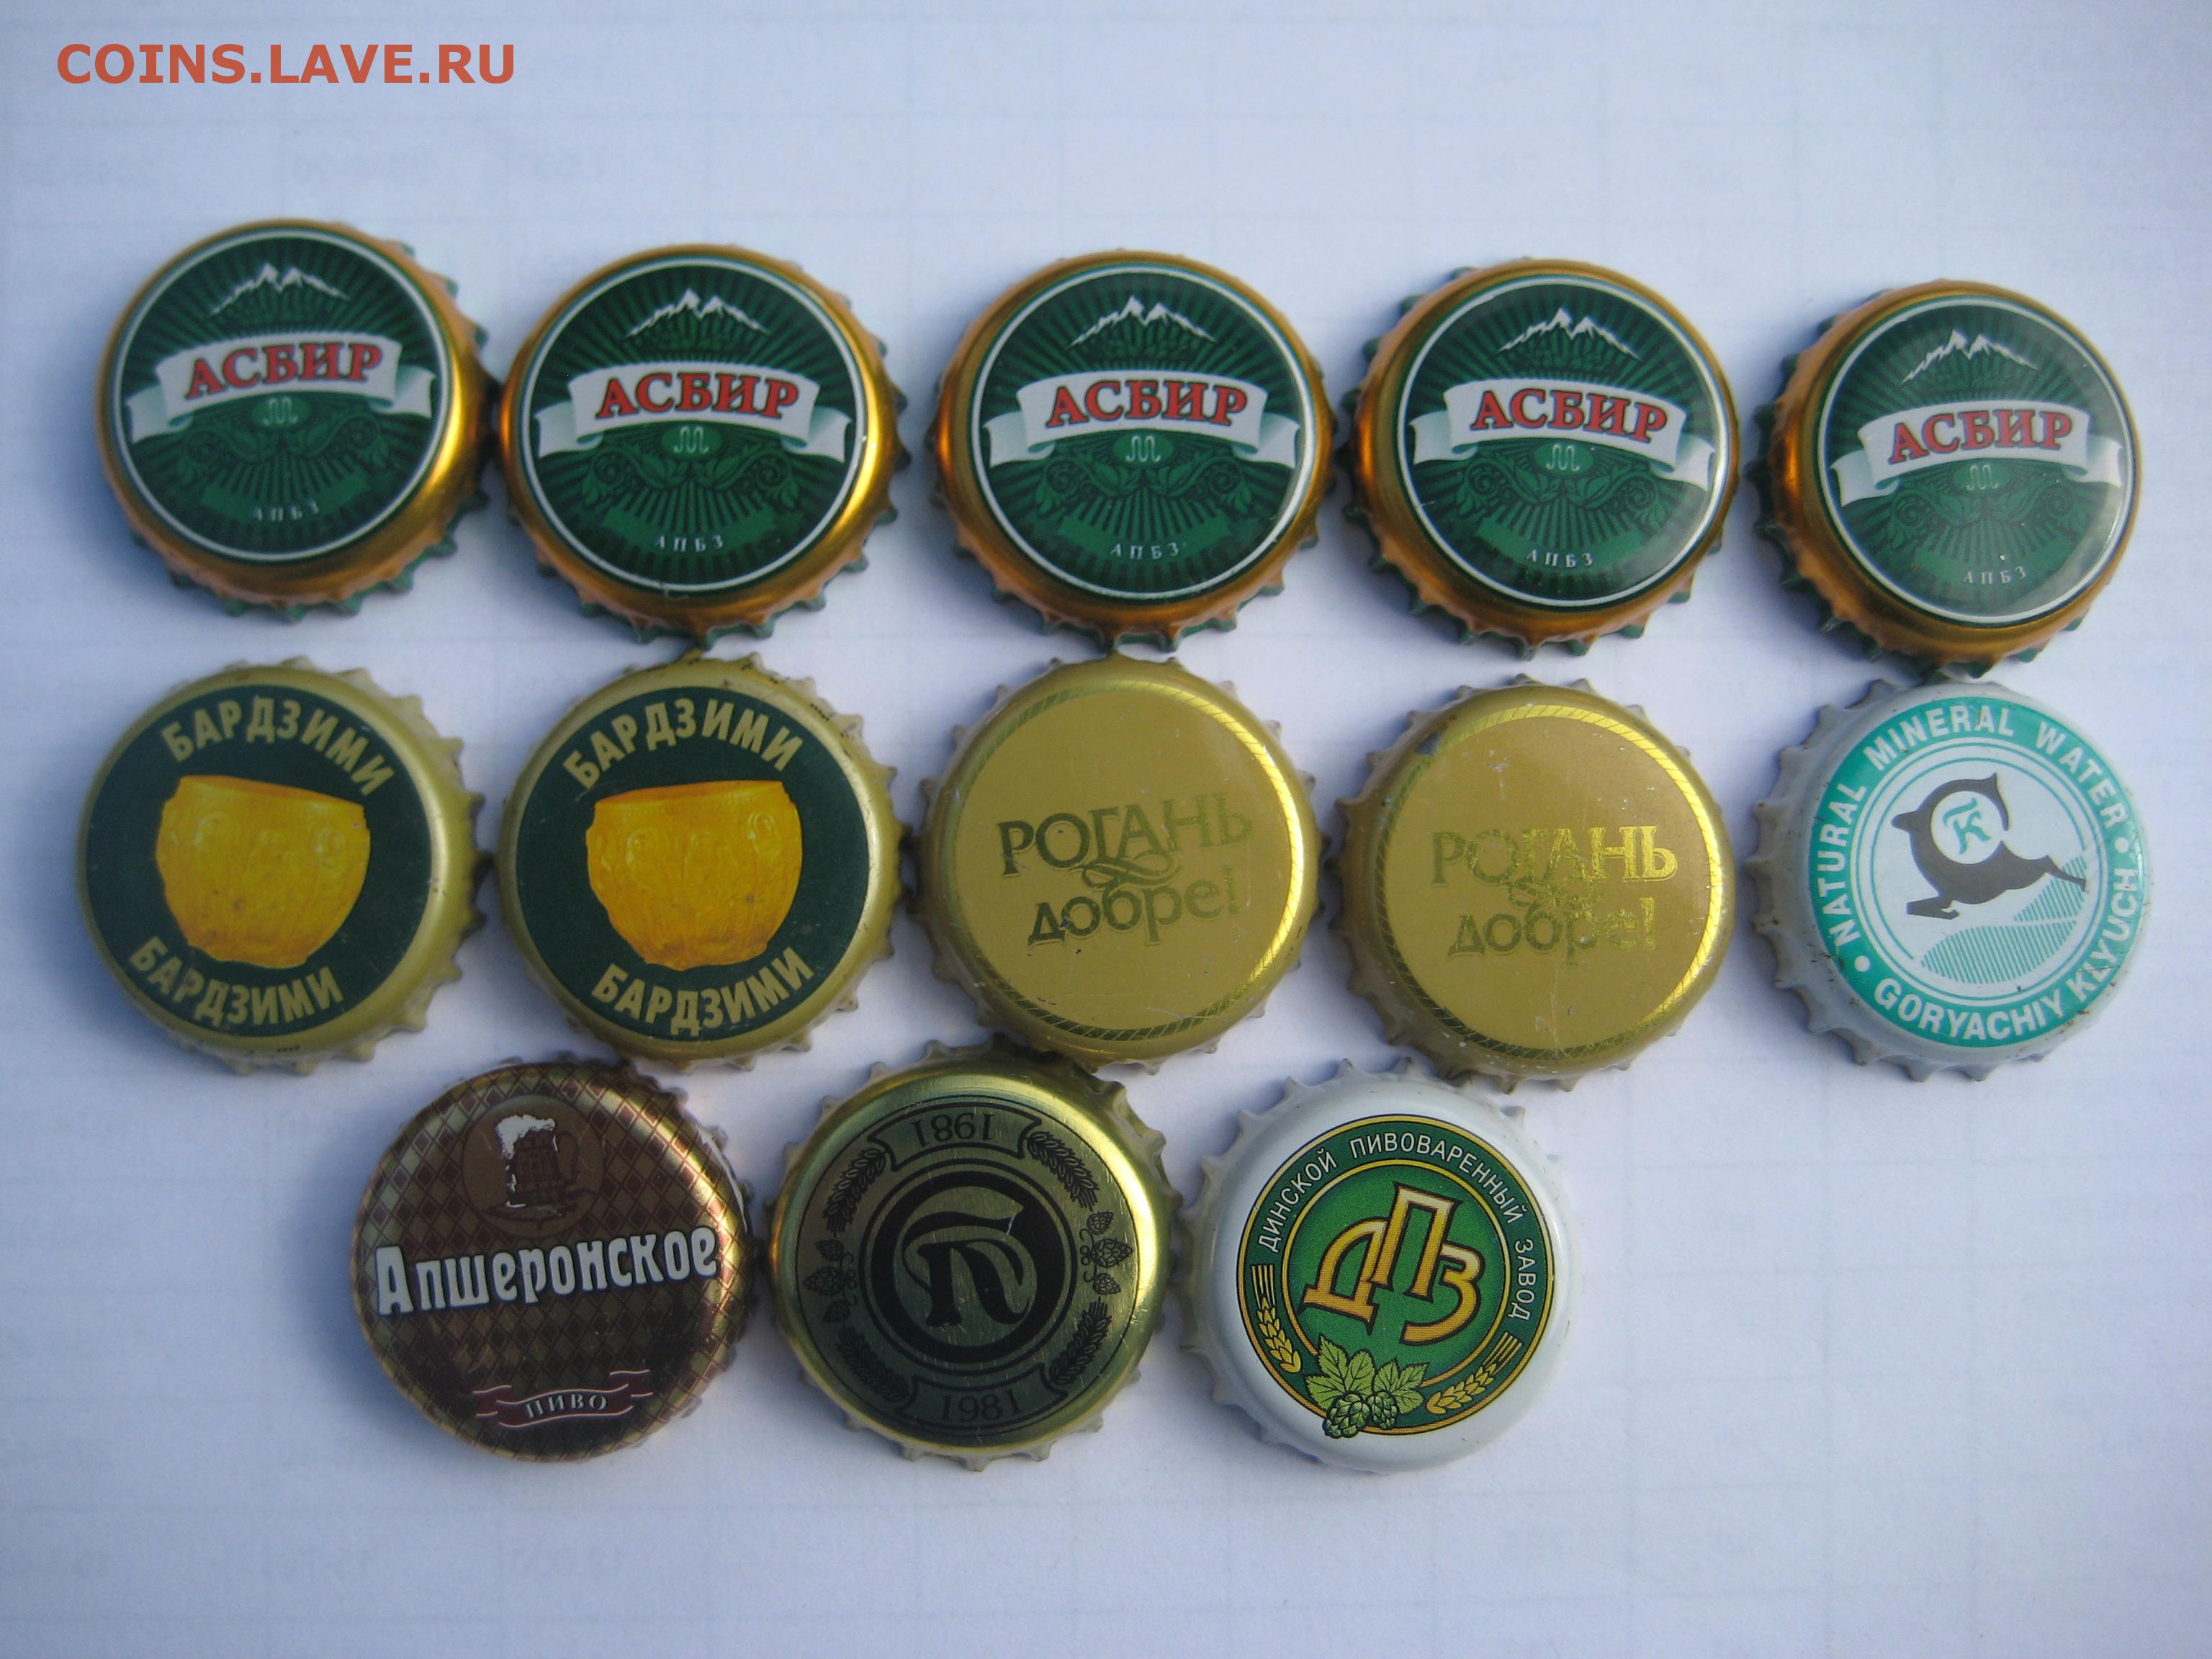 COINS.LAVE.RU
АСБИР
АПБЗ
АСБИР
АПБЗ
АСБИР
АПБЗ
АСБИР
АПБЗ
АСБИР
АПБЗ
БАРДЗИМИ
БАРДЗИМИ
БАРДЗИМИ
БАРДЗИМИ
РОГАНЬ
добре!
РОГАНЬ
добре!
• NATURAL MINERAL WATER •
К
GORYACHIY KLYUCH
Апшеронское
ПИВО
1981
П
1981
ДИНСКОЙ ПИВОВАРЕННЫЙ ЗАВОД
ДПЗ